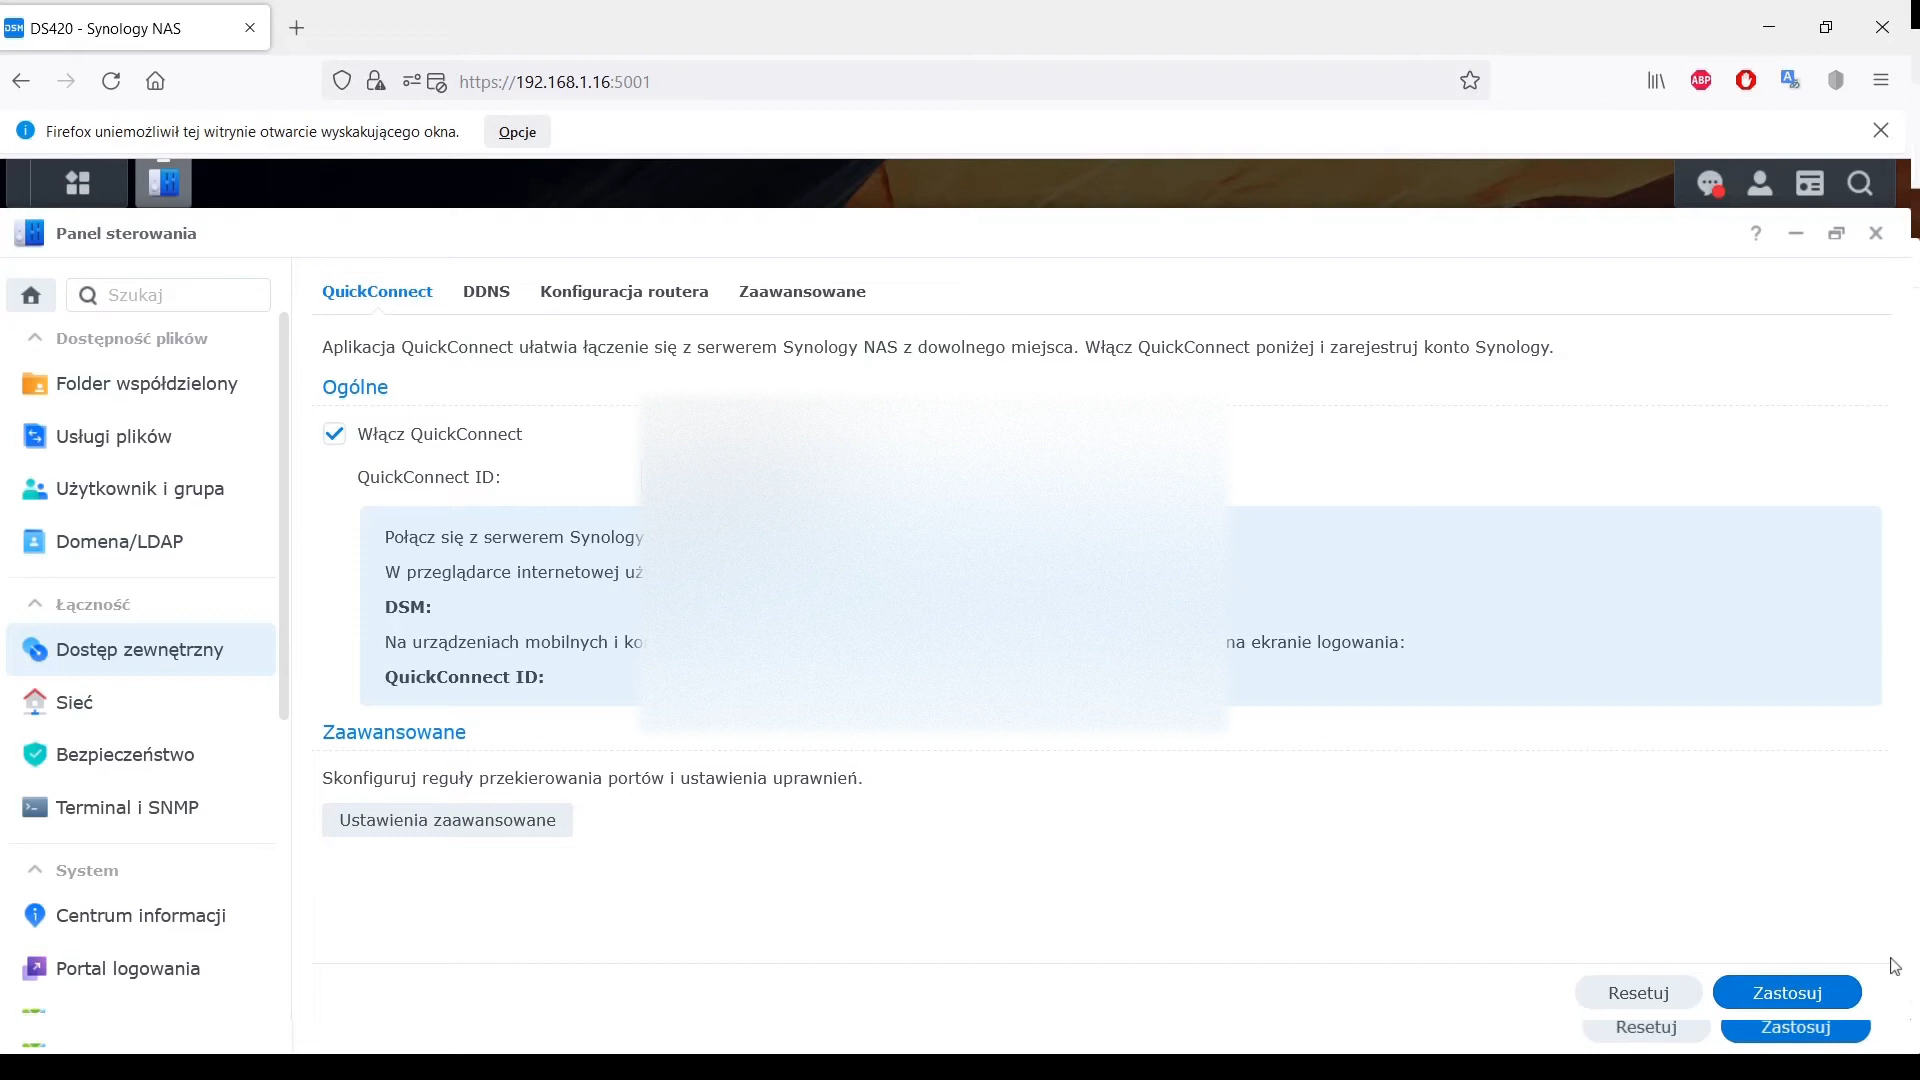 DS420 - Synology NAS
https://192.168.1.16:5001
ABP
Firefox uniemożliwił tej witrynie otwarcie wyskakującego okna.
Opcje
Panel sterowania
Szukaj
QuickConnect DDNS Konfiguracja routera Zaawansowane
Dostępność plików
Folder współdzielony
Usługi plików
Użytkownik i grupa
Domena/LDAP
Łączność
Dostęp zewnętrzny
Sieć
Bezpieczeństwo
Terminal i SNMP
System
Centrum informacji
Portal logowania
Aplikacja QuickConnect ułatwia łączenie się z serwerem Synology NAS z dowolnego miejsca. Włącz QuickConnect poniżej i zarejestruj konto Synology.
Ogólne
Włącz QuickConnect
QuickConnect ID:
Połącz się z serwerem Synology
W przeglądarce internetowej
DSM:
Na urządzeniach mobilnych i na ekranie logowania:
QuickConnect ID:
Zaawansowane
Skonfiguruj reguły przekierowania portów i ustawienia uprawnień.
Ustawienia zaawansowane
Resetuj Zastosuj
Resetuj Zastosuj